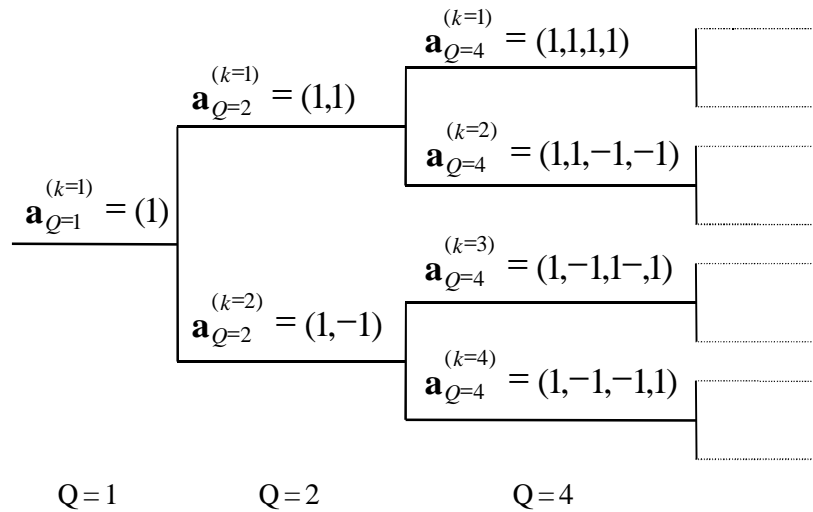 𝐚_{Q=4}^{(k=1)} = (1,1,1,1)
𝐚_{Q=2}^{(k=1)} = (1,1)
𝐚_{Q=4}^{(k=2)} = (1,1,−1,−1)
𝐚_{Q=1}^{(k=1)} = (1)
𝐚_{Q=4}^{(k=3)} = (1,−1,1−,1)
𝐚_{Q=2}^{(k=2)} = (1,−1)
𝐚_{Q=4}^{(k=4)} = (1,−1,−1,1)
Q = 1 Q = 2 Q = 4